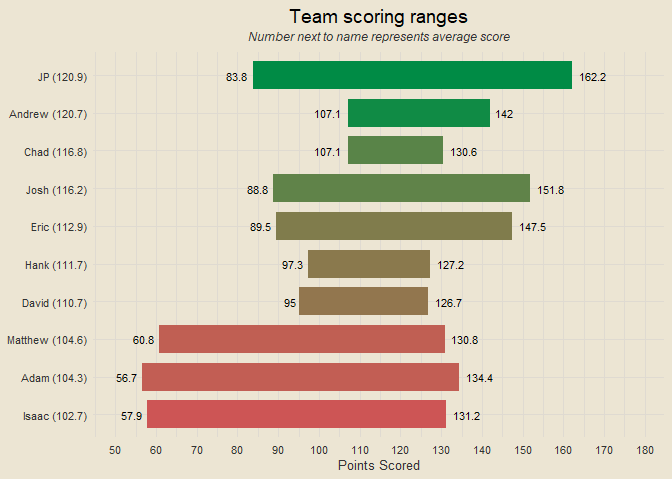 Team scoring ranges
Number next to name represents average score
JP (120.9) 83.8 162.2
Andrew (120.7) 107.1 142
Chad (116.8) 107.1 130.6
Josh (116.2) 88.8 151.8
Eric (112.9) 89.5 147.5
Hank (111.7) 97.3 127.2
David (110.7) 95 126.7
Matthew (104.6) 60.8 130.8
Adam (104.3) 56.7 134.4
Isaac (102.7) 57.9 131.2
50 60 70 80 90 100 110 120 130 140 150 160 170 180
Points Scored